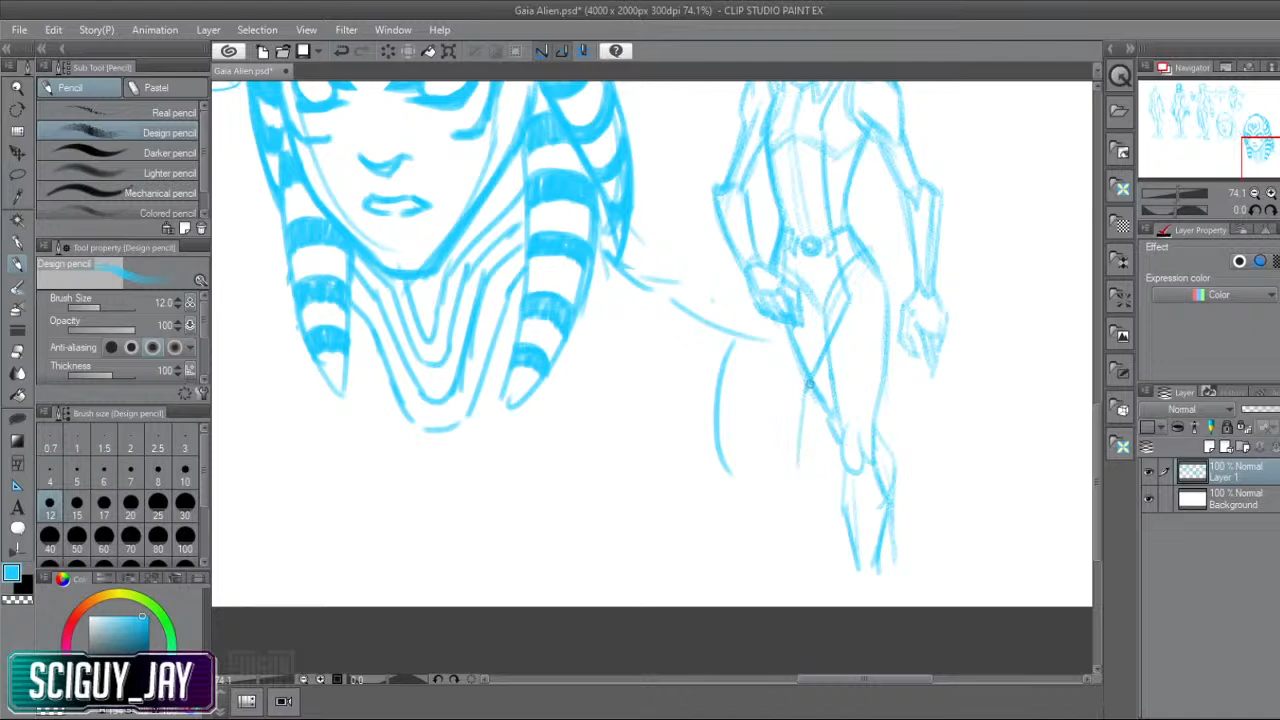 Gaia Alien.psd* (4000 x 2000px 300dpi 74.1%) - CLIP STUDIO PAINT EX
File Edit Story(P) Animation Layer Selection View Filter Window Help
Gaia Alien.psd*
Sub Tool [Pencil]
Pencil Pastel
Real pencil
Design pencil
Darker pencil
Lighter pencil
Mechanical pencil
Colored pencil
Tool property [Design pencil]
Design pencil
Brush Size 12.0
Opacity 100
Anti-aliasing
Thickness 100
Brush size [Design pencil]
0.7 1 1.5 2 2.5 3
4 5 6 7 8 10
12 15 17 20 25 30
40 50 60 70 80 100
Col
SCIGUY_JAY
0.0
Navigator
74.1
0.0
Layer Property
Effect
Expression color
Color
Layer
Normal
100 % Normal
Layer 1
100 % Normal
Background